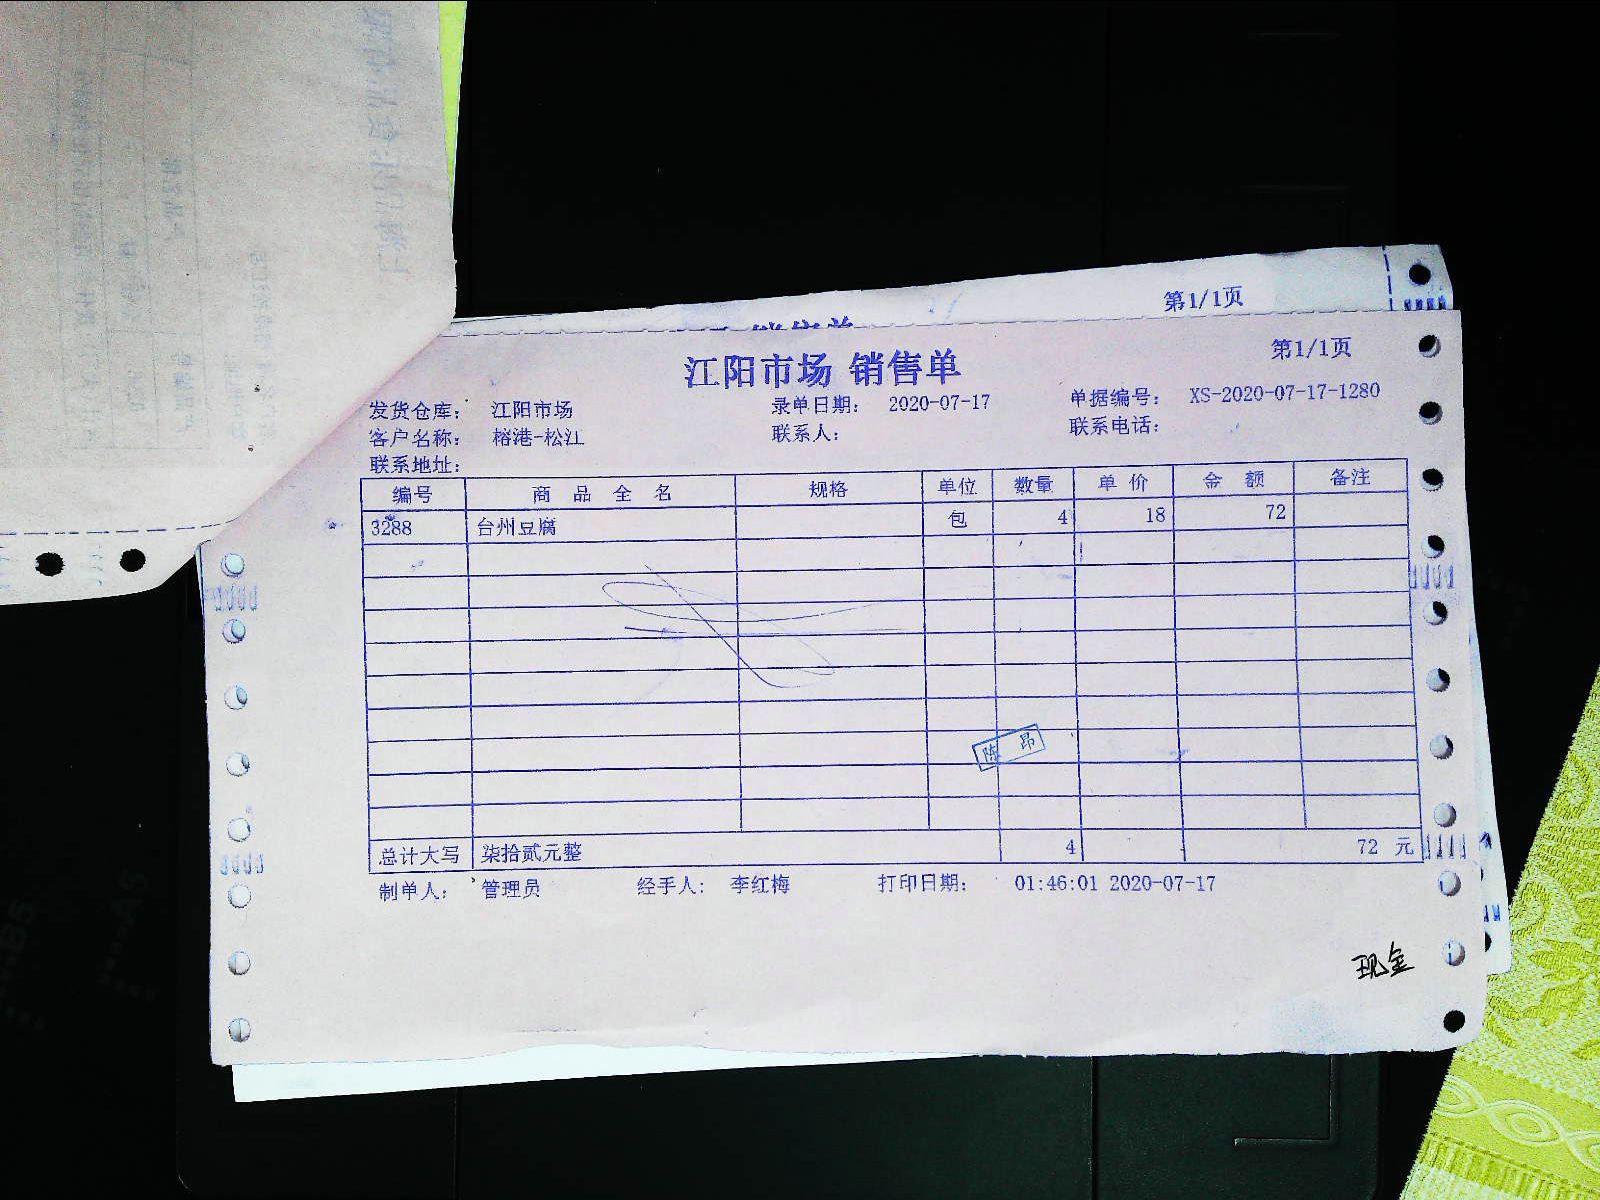 第1/1页
江阳市场 销售单
第1/1页
发货仓库： 江阳市场 录单日期： 2020-07-17 单据编号： XS-2020-07-17-1280
客户名称： 榕港-松江 联系人： 联系电话：
联系地址：
编号 商品全名 规格 单位 数量 单价 金额 备注
3288 台州豆腐 包 4 18 72
陈昂
总计大写 柒拾贰元整 4 72 元
制单人： 管理员 经手人： 李红梅 打印日期： 01:46:01 2020-07-17
现金